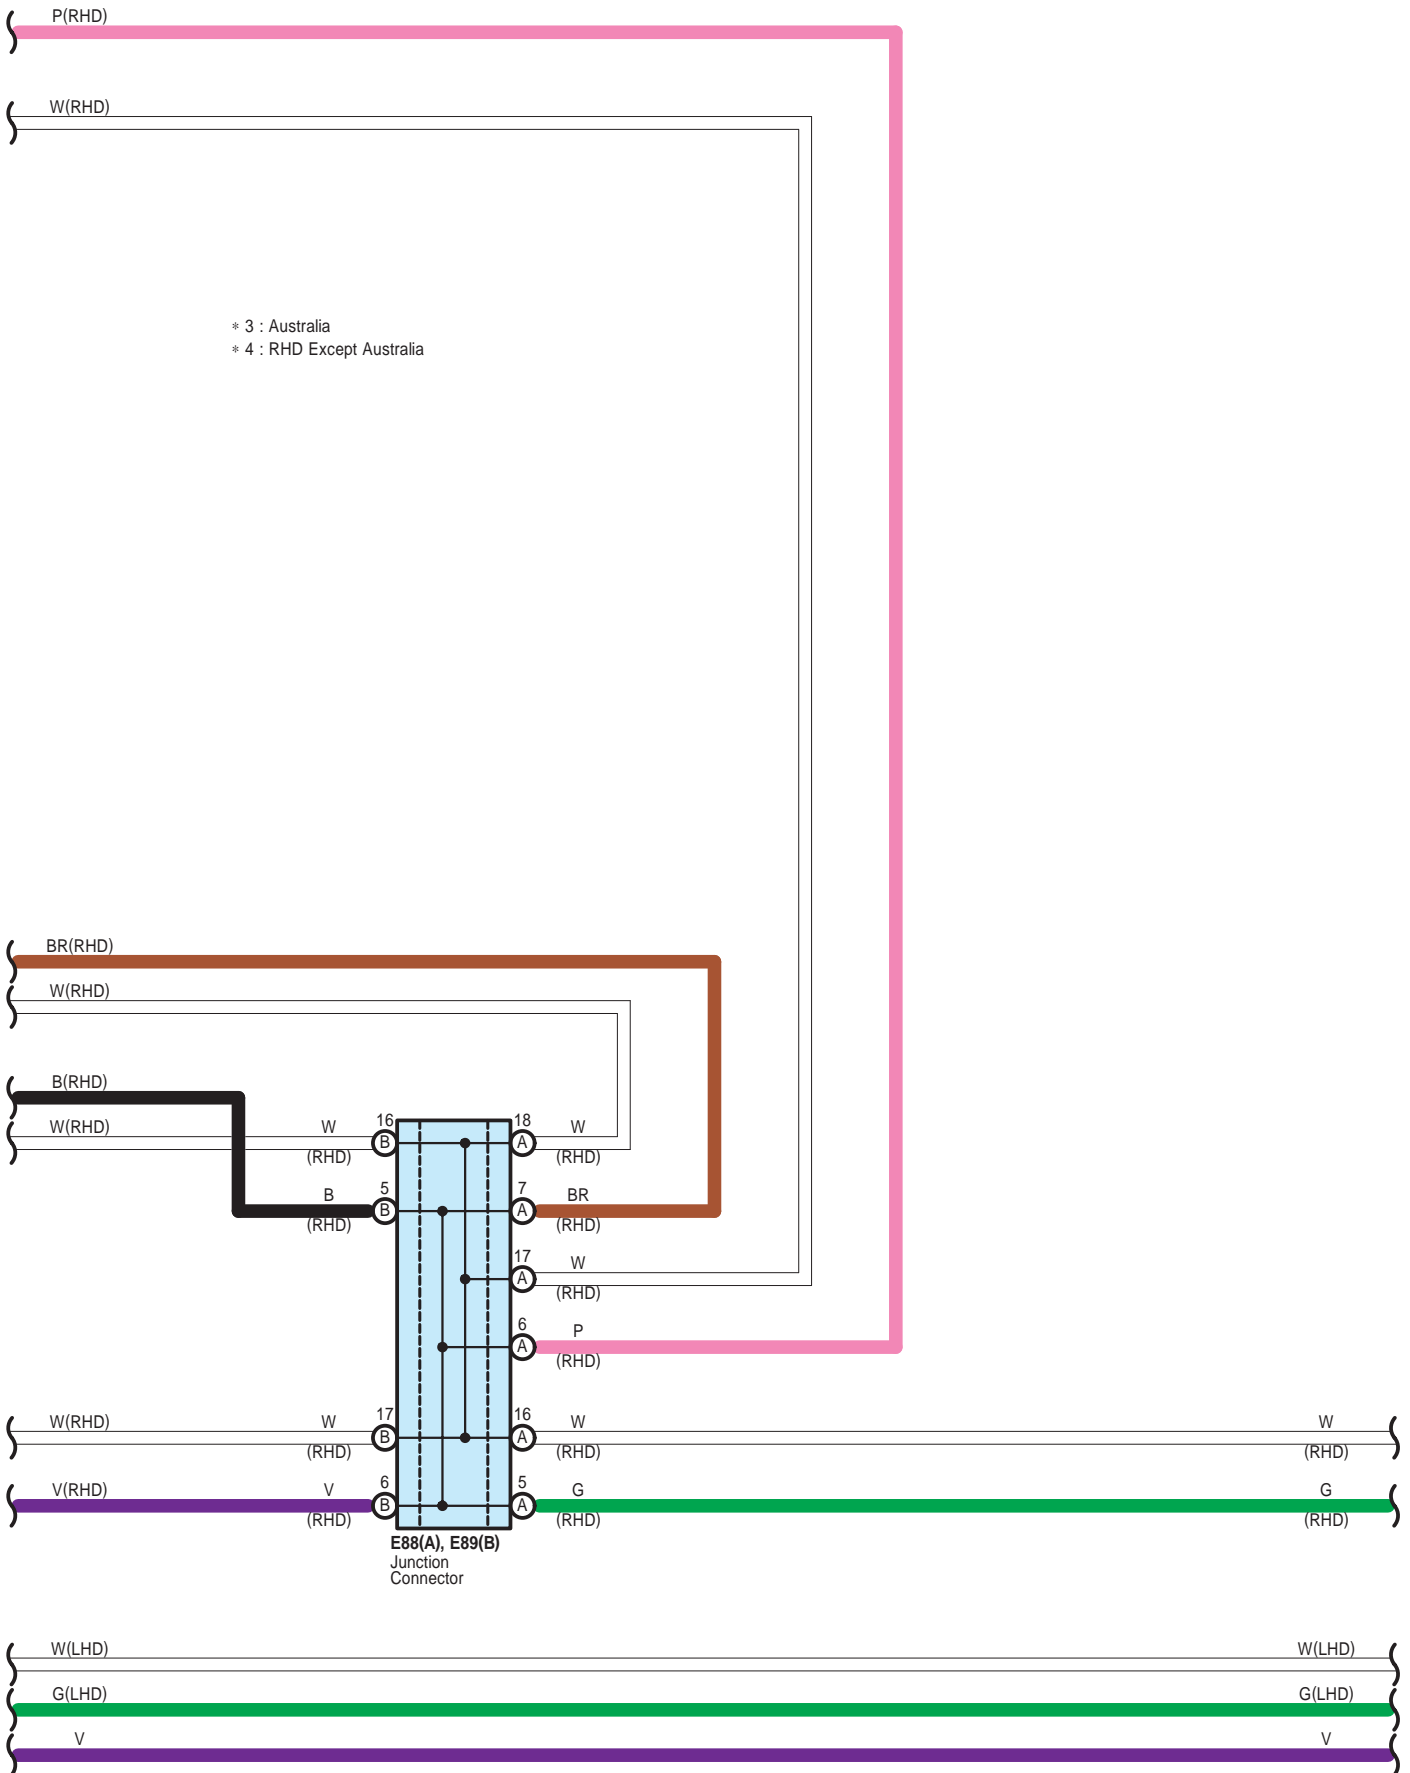 P(RHD)
W(RHD)
* 3 : Australia
* 4 : RHD Except Australia
BR(RHD)
W(RHD)
B(RHD)
W(RHD)
W
(RHD)
16
B
18
A
W
(RHD)
B
(RHD)
5
B
7
A
BR
(RHD)
17
A
W
(RHD)
6
A
P
(RHD)
W(RHD)
W
(RHD)
17
B
16
A
W
(RHD)
W
(RHD)
V(RHD)
V
(RHD)
6
B
5
A
G
(RHD)
G
(RHD)
E88(A), E89(B)
Junction
Connector
W(LHD)
W(LHD)
G(LHD)
G(LHD)
V
V